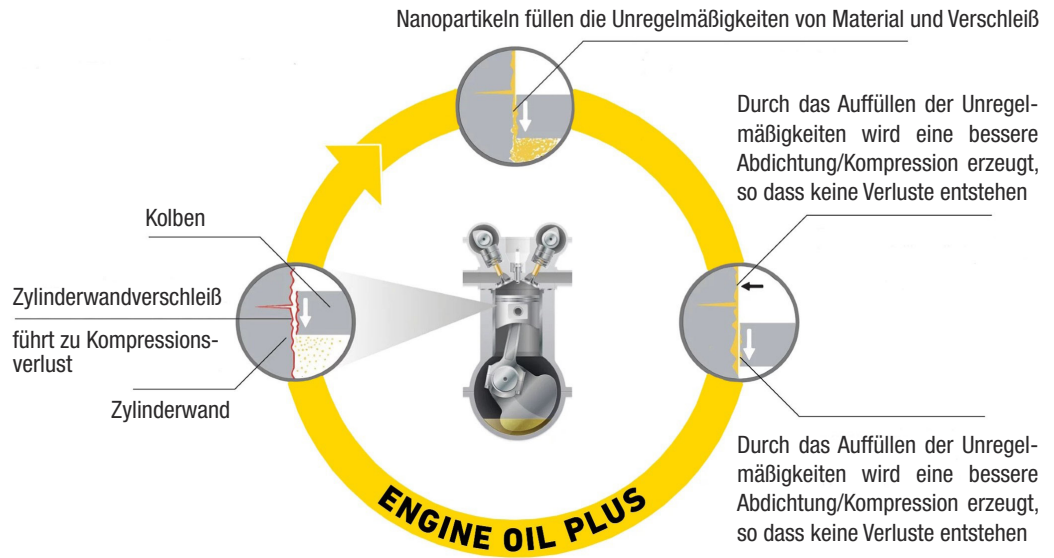 Nanopartikeln füllen die Unregelmäßigkeiten von Material und Verschleiß
Durch das Auffüllen der Unregel-
mäßigkeiten wird eine bessere
Abdichtung/Kompression erzeugt,
so dass keine Verluste entstehen
Kolben
Zylinderwandverschleiß
führt zu Kompressions-
verlust
Zylinderwand
Durch das Auffüllen der Unregel-
mäßigkeiten wird eine bessere
Abdichtung/Kompression erzeugt,
so dass keine Verluste entstehen
ENGINE OIL PLUS